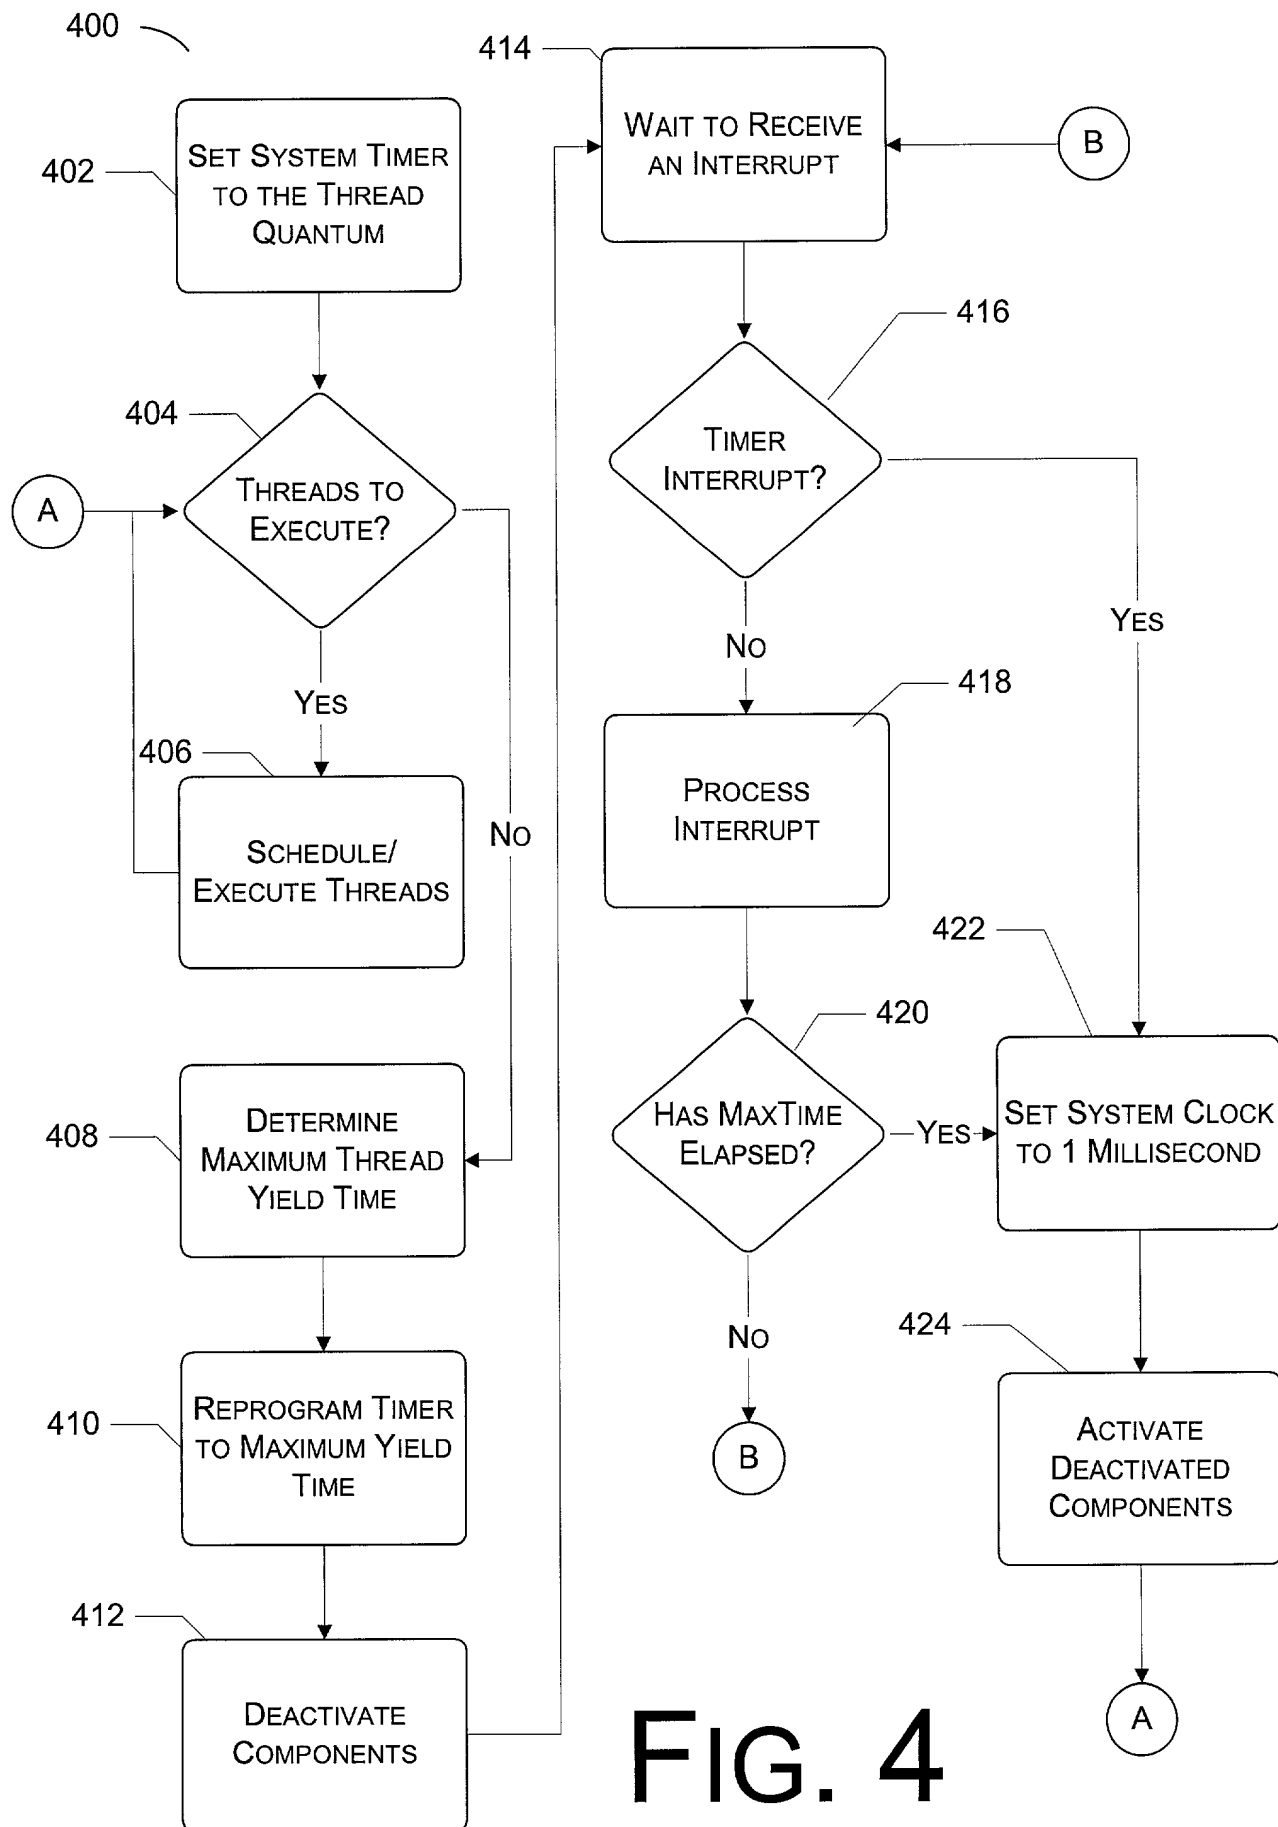 400
402
SET SYSTEM TIMER
TO THE THREAD
QUANTUM
404
A
THREADS TO
EXECUTE?
YES
NO
406
SCHEDULE/
EXECUTE THREADS
408
DETERMINE
MAXIMUM THREAD
YIELD TIME
410
REPROGRAM TIMER
TO MAXIMUM YIELD
TIME
412
DEACTIVATE
COMPONENTS
414
WAIT TO RECEIVE
AN INTERRUPT
B
416
TIMER
INTERRUPT?
YES
NO
418
PROCESS
INTERRUPT
420
HAS MAXTIME
ELAPSED?
YES
NO
B
422
SET SYSTEM CLOCK
TO 1 MILLISECOND
424
ACTIVATE
DEACTIVATED
COMPONENTS
A
FIG. 4